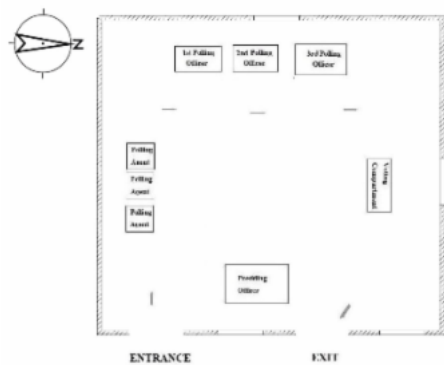 N
1st Polling
Officer
2nd Polling
Officer
3rd Polling
Officer
Polling
Agent
Polling
Agent
Polling
Agent
Voting
Compartment
Presiding
Officer
ENTRANCE
EXIT